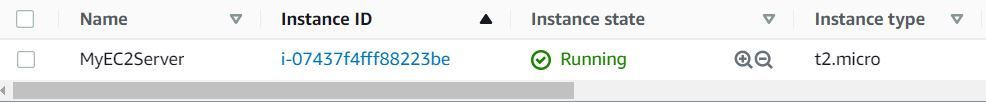 Name Instance ID Instance state Instance type
MyEC2Server i-07437f4fff88223be Running t2.micro